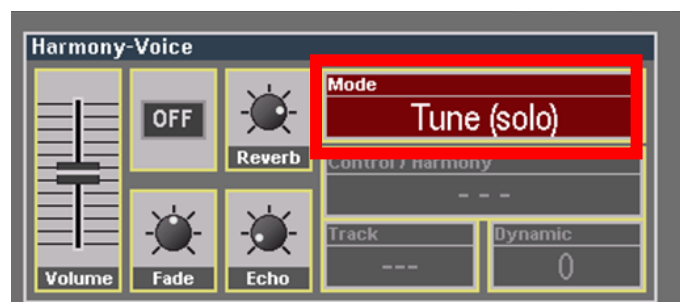 Harmony-Voice
Mode
Tune (solo)
OFF
Reverb
Control / Harmony
- - -
Track
Dynamic
---
0
Volume
Fade
Echo